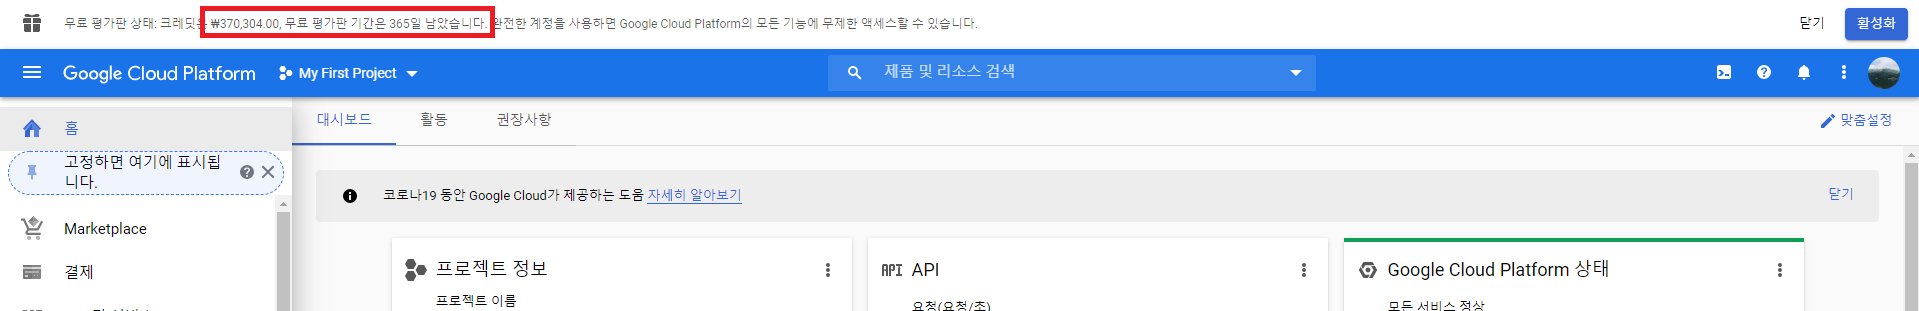 무료 평가판 상태: 크레딧은 ₩370,304.00, 무료 평가판 기간은 365일 남았습니다. 완전한 계정을 사용하면 Google Cloud Platform의 모든 기능에 무제한 액세스할 수 있습니다.
닫기
활성화
Google Cloud Platform
My First Project
제품 및 리소스 검색
홈
대시보드
활동
권장사항
맞춤설정
고정하면 여기에 표시됩
니다.
코로나19 동안 Google Cloud가 제공하는 도움 자세히 알아보기
닫기
Marketplace
결제
프로젝트 정보
API API
Google Cloud Platform 상태
프로젝트 이름
요청(요청/초)
모든 서비스 정상